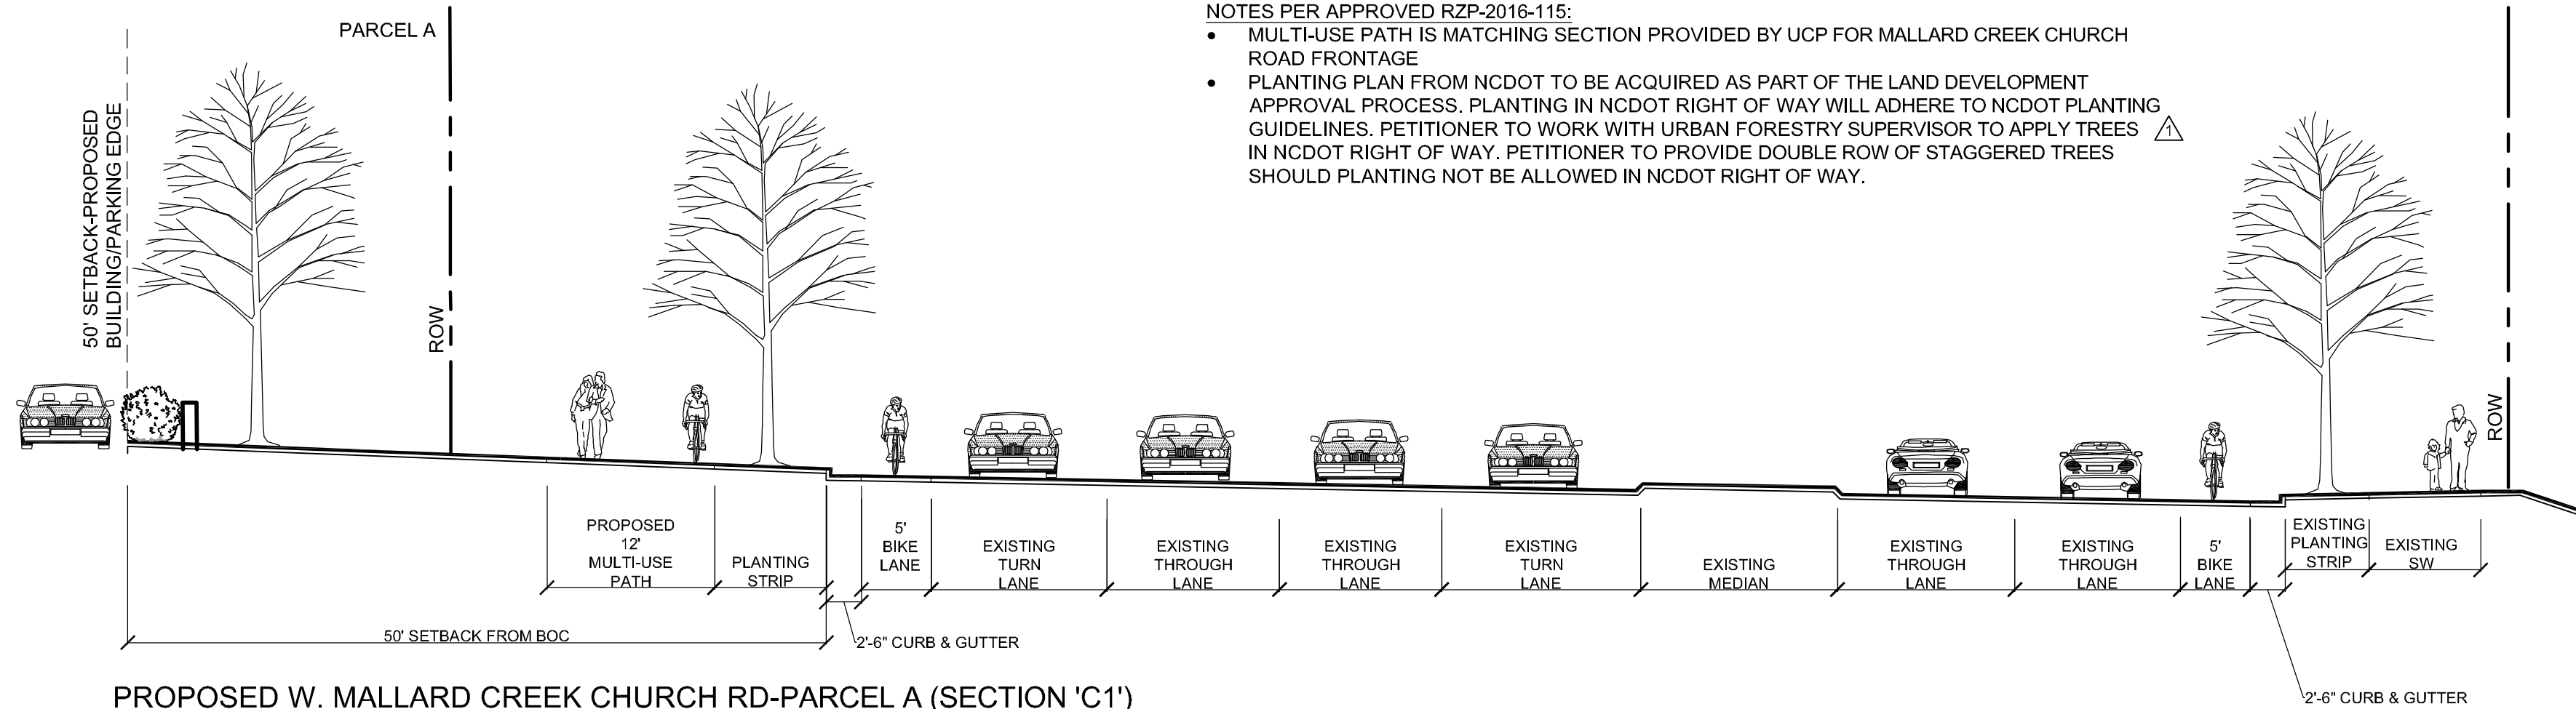 NOTES PER APPROVED RZP-2016-115:
• MULTI-USE PATH IS MATCHING SECTION PROVIDED BY UCP FOR MALLARD CREEK CHURCH
ROAD FRONTAGE
• PLANTING PLAN FROM NCDOT TO BE ACQUIRED AS PART OF THE LAND DEVELOPMENT
APPROVAL PROCESS. PLANTING IN NCDOT RIGHT OF WAY WILL ADHERE TO NCDOT PLANTING
GUIDELINES. PETITIONER TO WORK WITH URBAN FORESTRY SUPERVISOR TO APPLY TREES
1
IN NCDOT RIGHT OF WAY. PETITIONER TO PROVIDE DOUBLE ROW OF STAGGERED TREES
SHOULD PLANTING NOT BE ALLOWED IN NCDOT RIGHT OF WAY.
PARCEL A
50' SETBACK-PROPOSED
BUILDING/PARKING EDGE
ROW
ROW
PROPOSED
12'
MULTI-USE
PATH
PLANTING
STRIP
5'
BIKE
LANE
EXISTING
TURN
LANE
EXISTING
THROUGH
LANE
EXISTING
THROUGH
LANE
EXISTING
TURN
LANE
EXISTING
MEDIAN
EXISTING
THROUGH
LANE
EXISTING
THROUGH
LANE
5'
BIKE
LANE
EXISTING
PLANTING
STRIP
EXISTING
SW
50' SETBACK FROM BOC
2'-6" CURB & GUTTER
2'-6" CURB & GUTTER
PROPOSED W. MALLARD CREEK CHURCH RD-PARCEL A (SECTION 'C1')